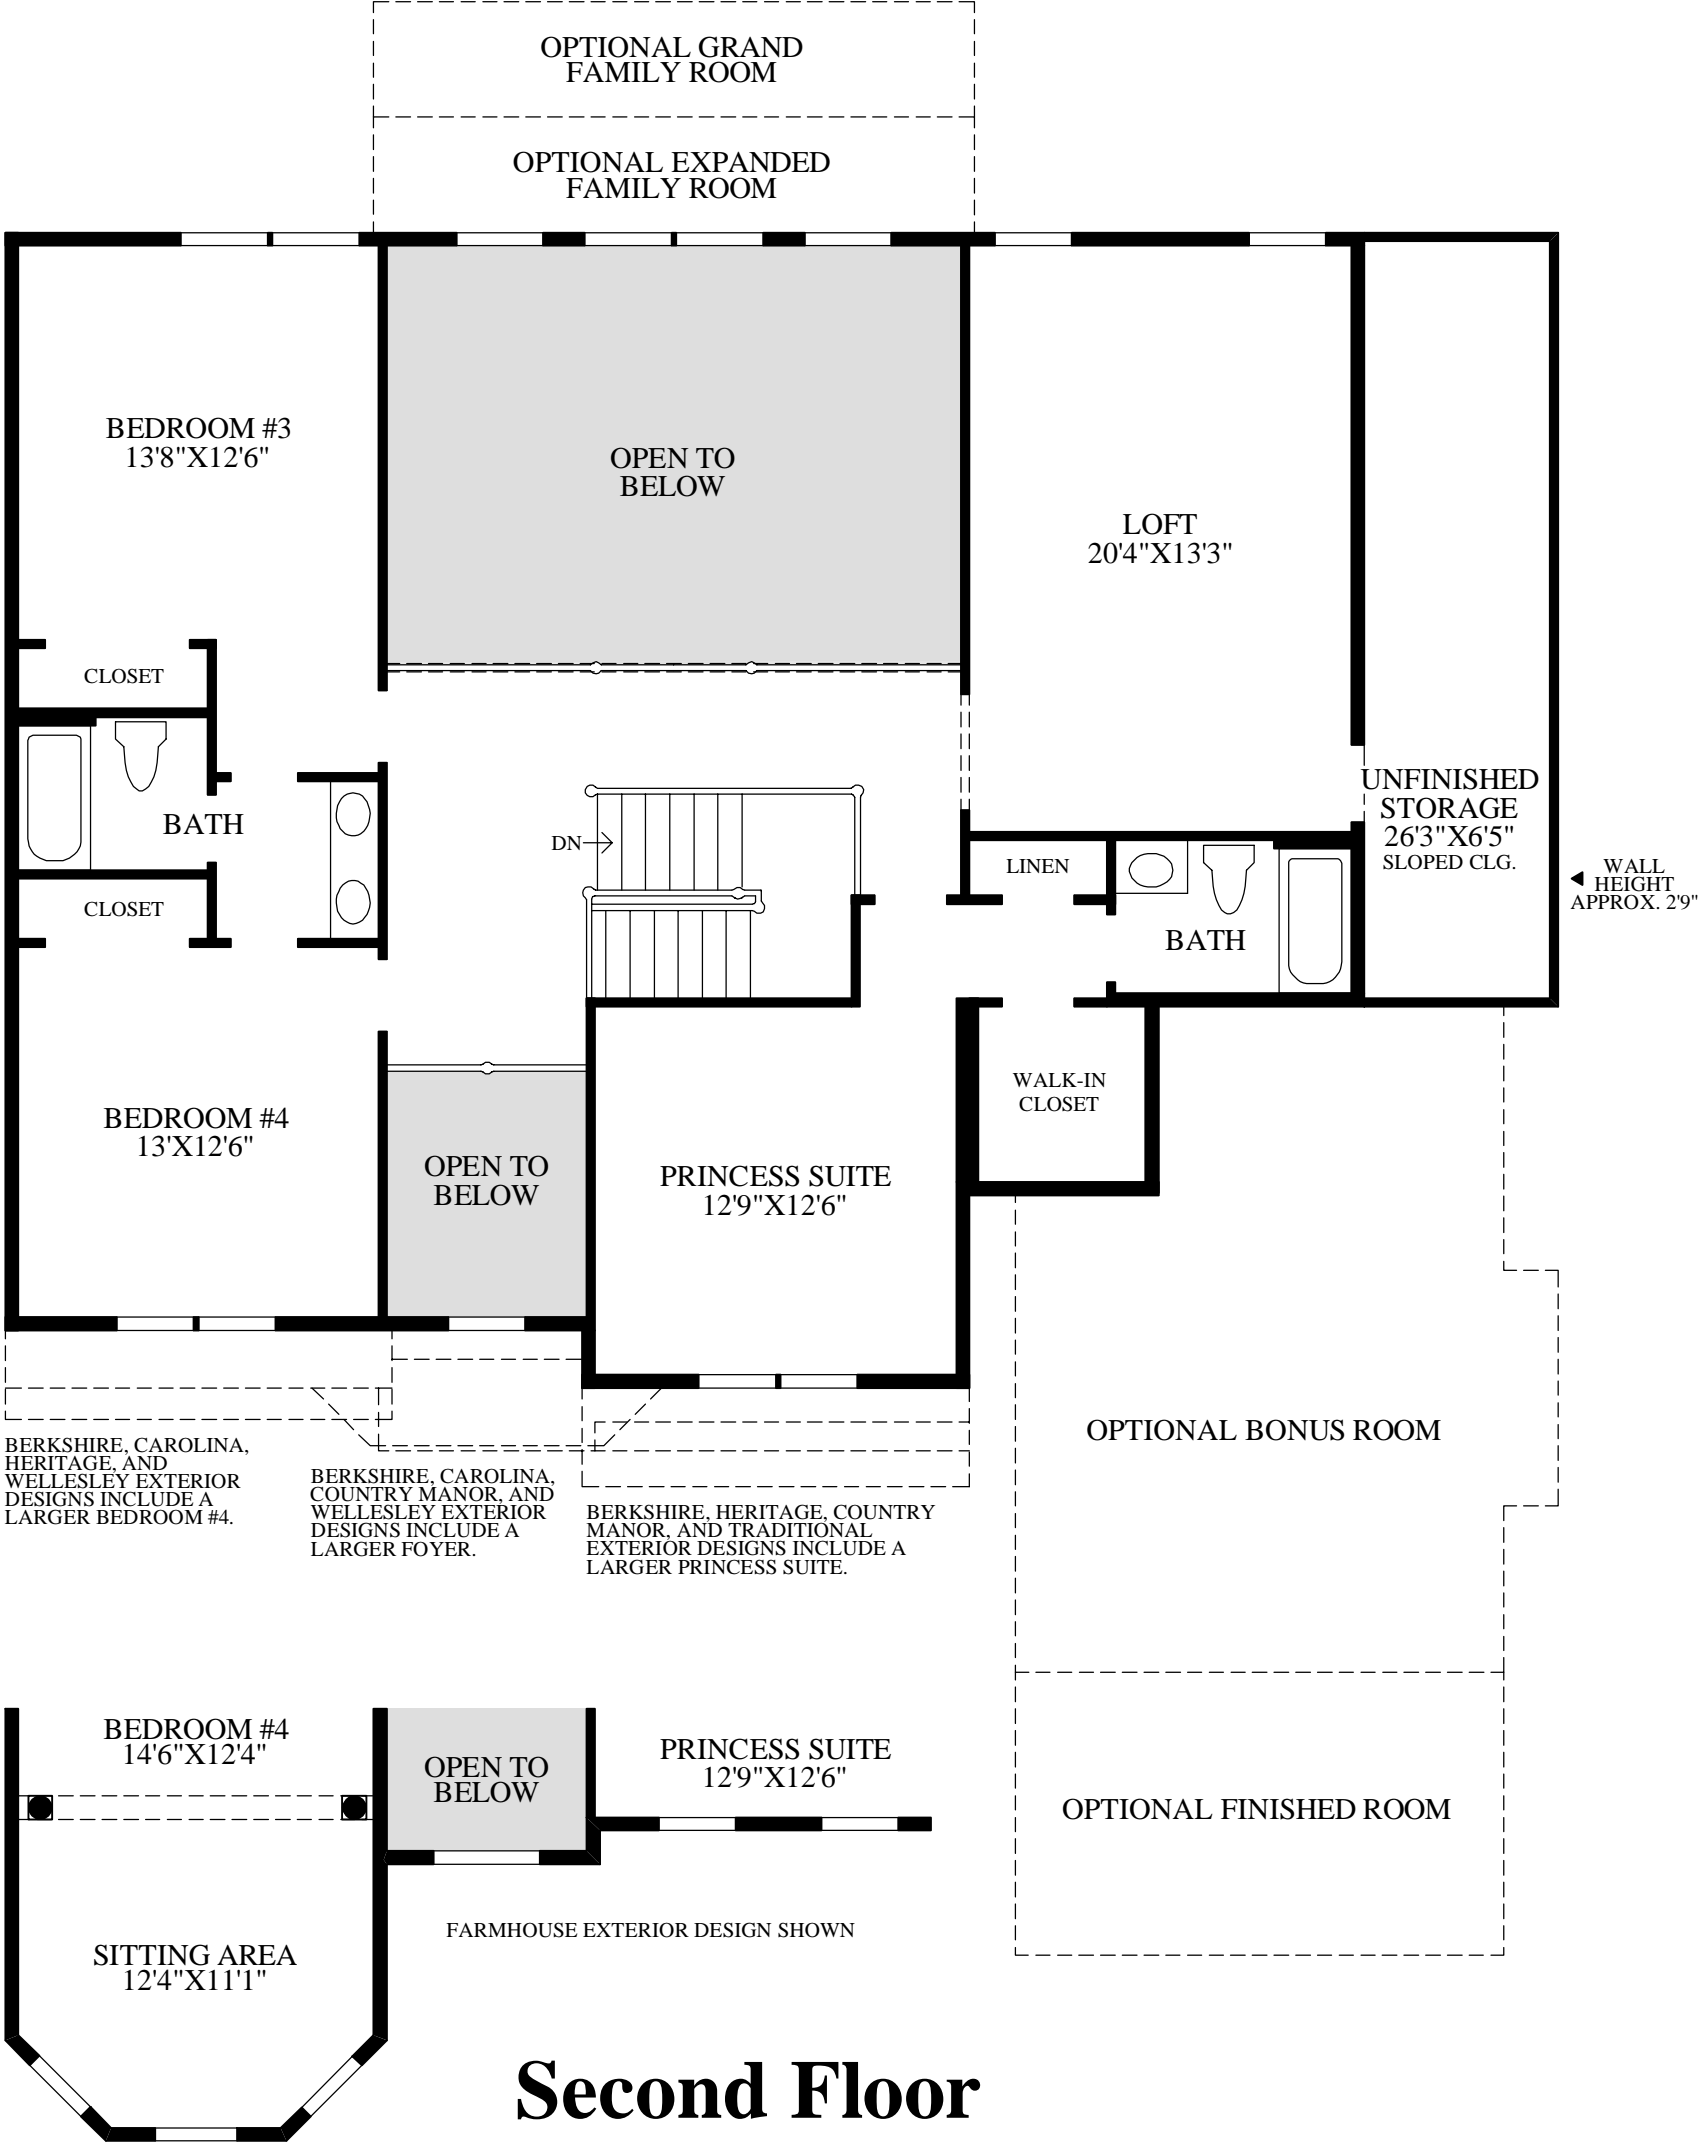 OPTIONAL GRAND
FAMILY ROOM
OPTIONAL EXPANDED
FAMILY ROOM
BEDROOM #3
13'8"X12'6"
OPEN TO
BELOW
LOFT
20'4"X13'3"
CLOSET
BATH
CLOSET
DN
UNFINISHED
STORAGE
26'3"X6'5"
SLOPED CLG.
WALL
HEIGHT
APPROX. 2'9"
LINEN
BATH
WALK-IN
CLOSET
BEDROOM #4
13'X12'6"
OPEN TO
BELOW
PRINCESS SUITE
12'9"X12'6"
BERKSHIRE, CAROLINA,
HERITAGE, AND
WELLESLEY EXTERIOR
DESIGNS INCLUDE A
LARGER BEDROOM #4.
BERKSHIRE, CAROLINA,
COUNTRY MANOR, AND
WELLESLEY EXTERIOR
DESIGNS INCLUDE A
LARGER FOYER.
BERKSHIRE, HERITAGE, COUNTRY
MANOR, AND TRADITIONAL
EXTERIOR DESIGNS INCLUDE A
LARGER PRINCESS SUITE.
OPTIONAL BONUS ROOM
BEDROOM #4
14'6"X12'4"
OPEN TO
BELOW
PRINCESS SUITE
12'9"X12'6"
OPTIONAL FINISHED ROOM
SITTING AREA
12'4"X11'1"
FARMHOUSE EXTERIOR DESIGN SHOWN
Second Floor